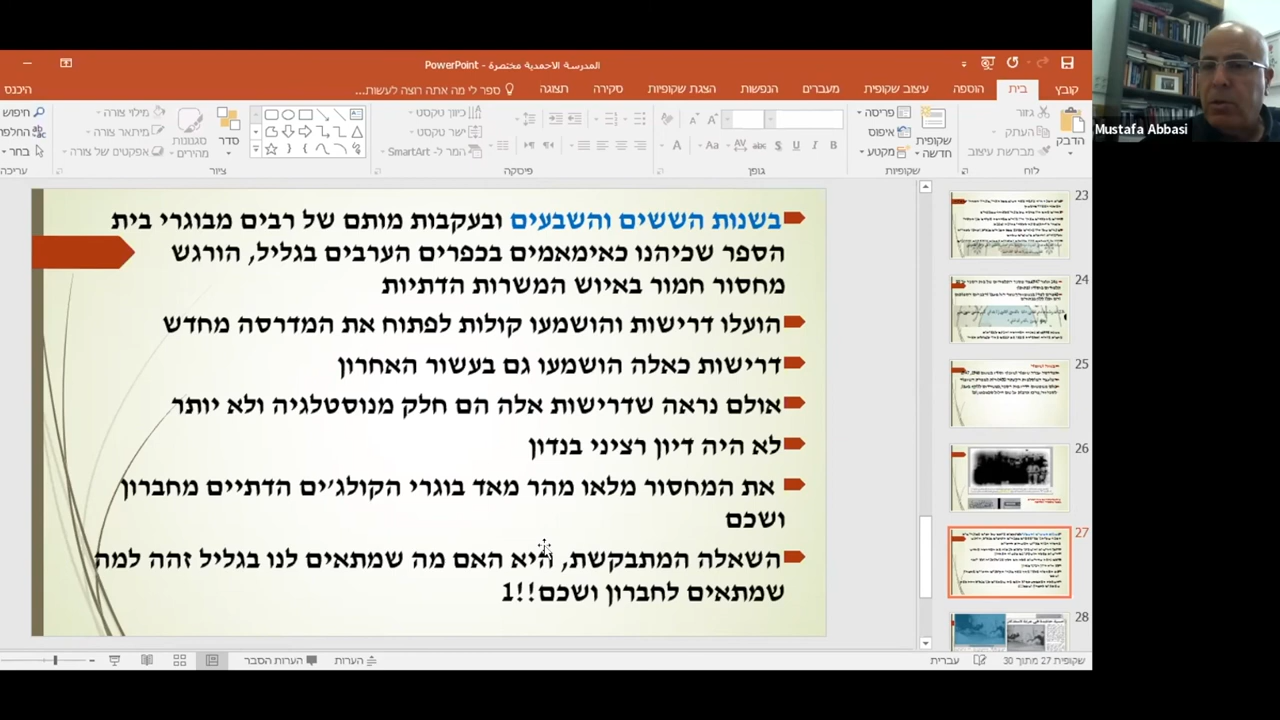 المدرسة الاحمدية مختصرة - PowerPoint
קובץ
בית
הוספה
עיצוב שקופיות
מעברים
הנפשות
הצגת שקופיות
סקירה
תצוגה
ספר לי מה אתה רוצה לעשות...
היכנס
הדבק
גזור
העתק
מברשת עיצוב
לוח
שקופית חדשה
פריסה
איפוס
מקטע
שקופיות
גופן
כיוון טקסט
ישר טקסט
המר ל- SmartArt
פיסקה
סדר
סגנונות מהירים
מילוי צורה
מיתאר צורה
אפקטים של צורה
ציור
חיפוש
החלפ
בחר
עריכה
Mustafa Abbasi
בשנות הששים והשבעים ובעקבות מותם של רבים מבוגרי בית
הספר שכיהנו כאימאמים בכפרים הערבים בגליל, הורגש
מחסור חמור באיוש המשרות הדתיות
הועלו דרישות והושמעו קולות לפתוח את המדרסה מחדש
דרישות כאלה הושמעו גם בעשור האחרון
אולם נראה שדרישות אלה הם חלק מנוסטלגיה ולא יותר
לא היה דיון רציני בנדון
את המחסור מלאו מהר מאד בוגרי הקולג'ים הדתיים מחברון
ושכם
השאלה המתבקשת, היא האם מה שמתאים לנו בגליל זהה למה
שמתאים לחברון ושכם!!1
23
24
25
26
27
28
שקופית 27 מתוך 30
עברית
הערות
הערות הסבר